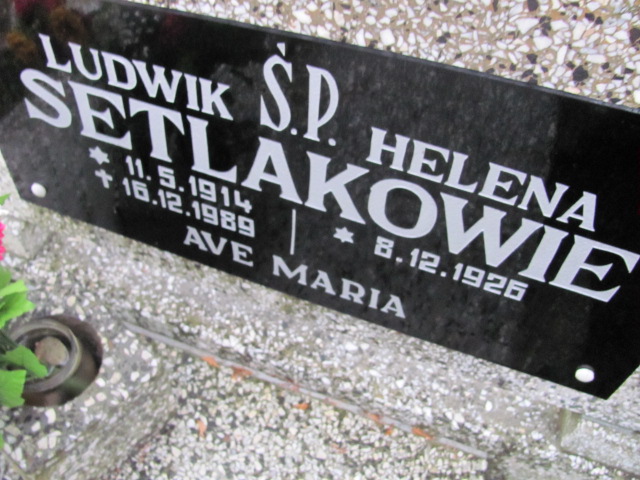 LUDWIK Ś.P. HELENA
SETLAKOWIE
* 11.5.1914
✝ 16.12.1989 | * 8.12.1926
AVE MARIA